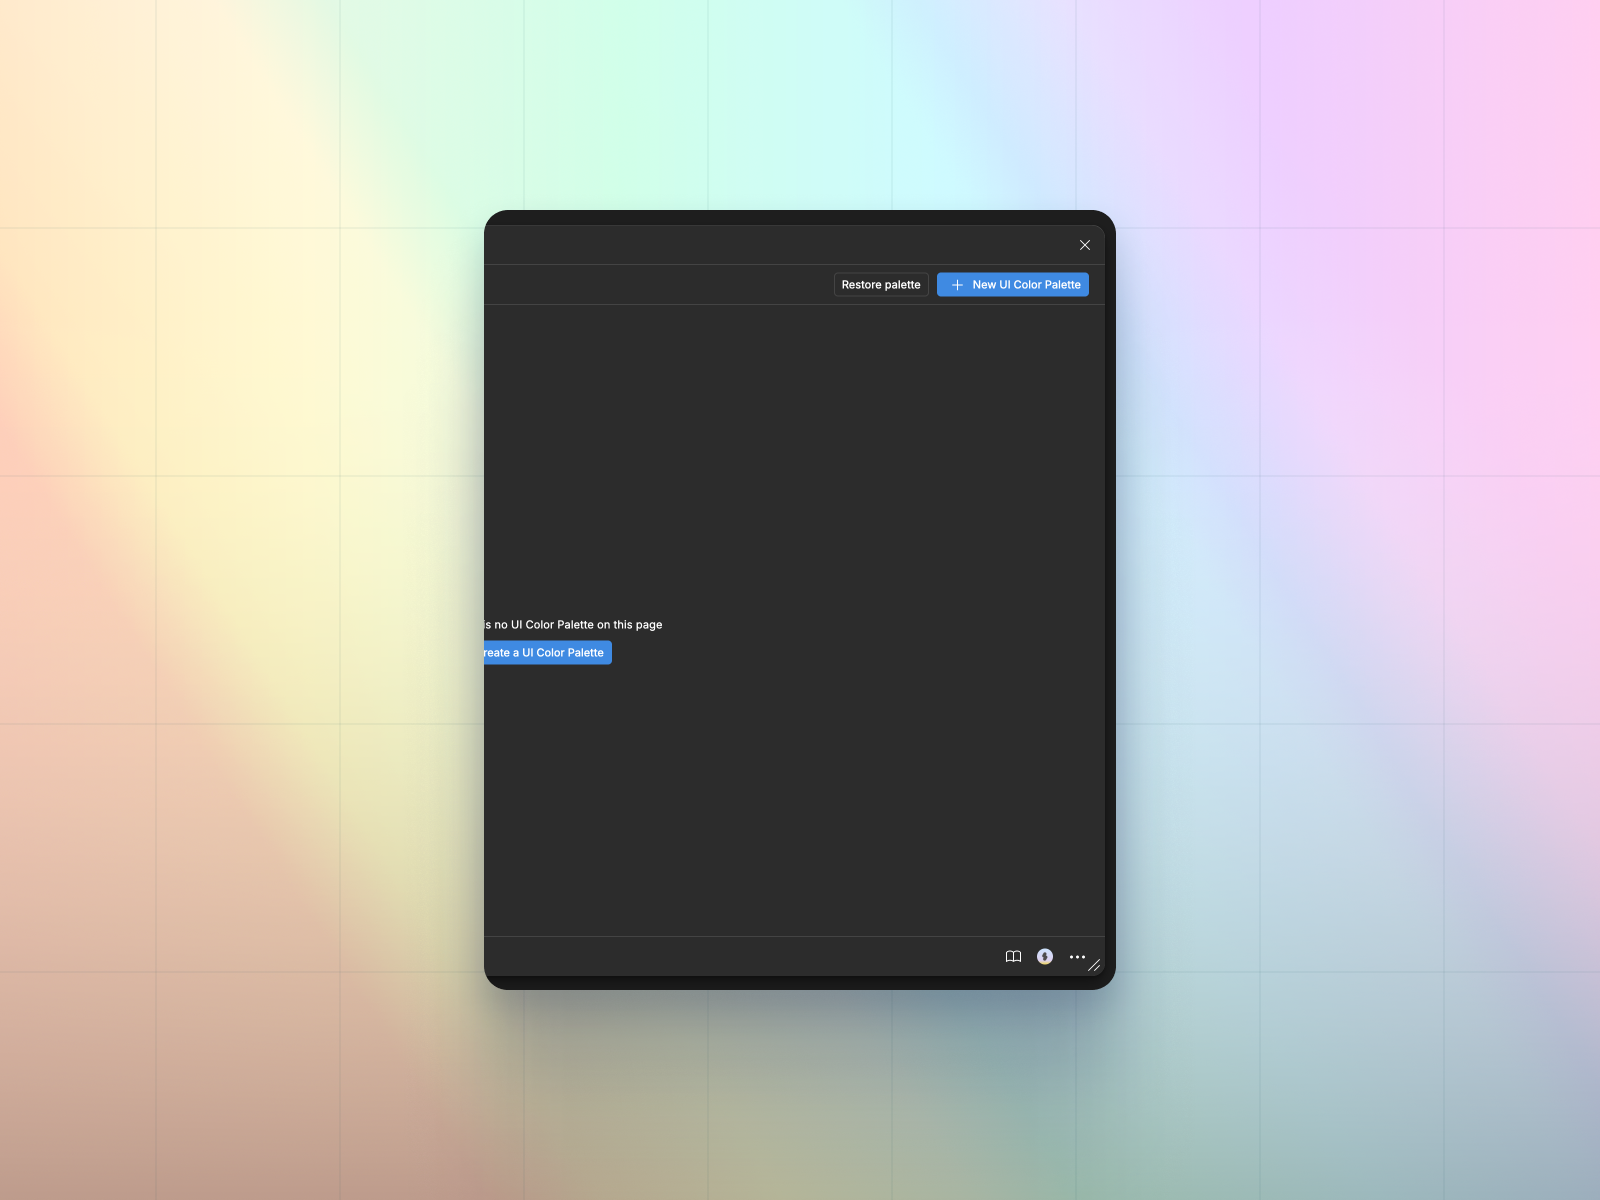 Restore palette
New UI Color Palette
is no UI Color Palette on this page
reate a UI Color Palette